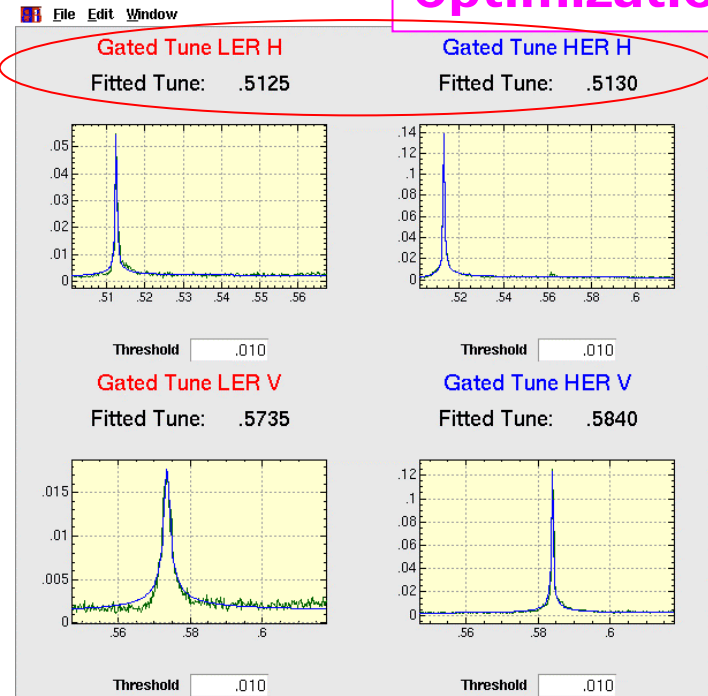 optimizatio
File Edit Window
Gated Tune LER H Gated Tune HER H
Fitted Tune: .5125 Fitted Tune: .5130
.05
.04
.03
.02
.01
0
.51 .52 .53 .54 .55 .56
.14
.12
.1
.08
.06
.04
.02
0
.52 .54 .56 .58 .6
Threshold .010 Threshold .010
Gated Tune LER V Gated Tune HER V
Fitted Tune: .5735 Fitted Tune: .5840
.015
.01
.005
0
.56 .58 .6
.12
.1
.08
.06
.04
.02
0
.56 .58 .6
Threshold .010 Threshold .010